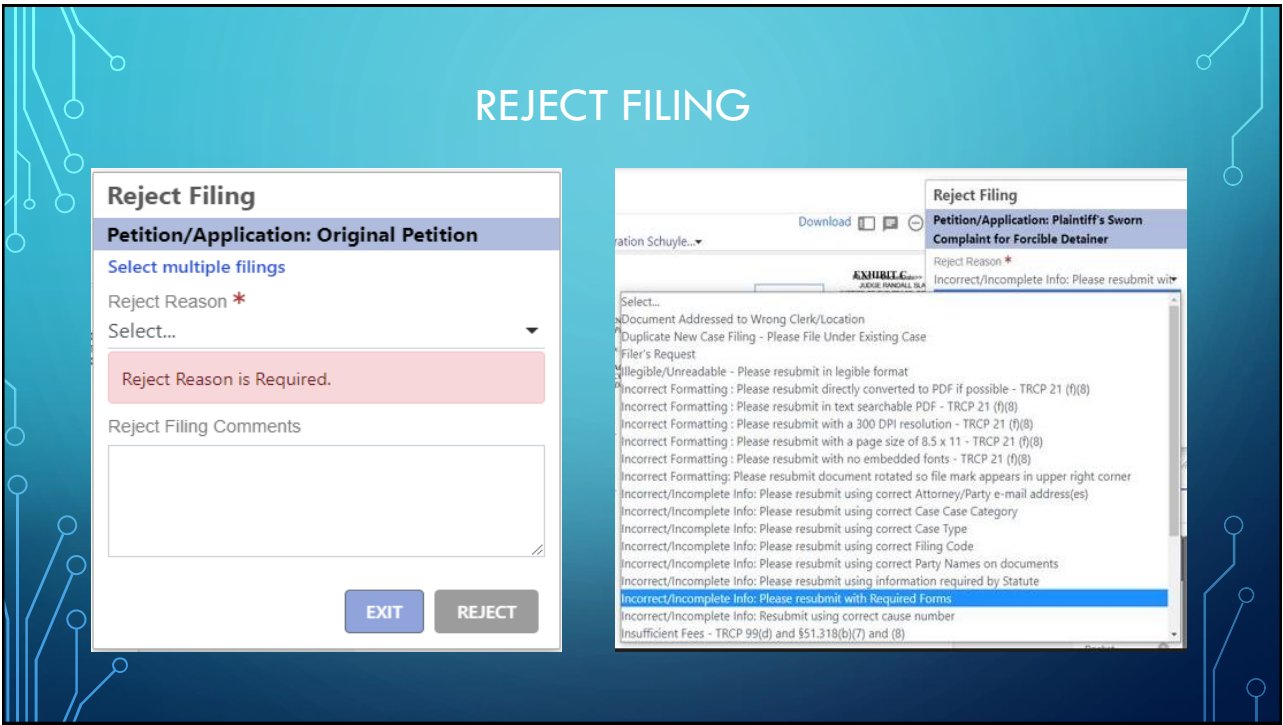 REJECT FILING
Reject Filing
Petition/Application: Original Petition
Select multiple filings
Reject Reason *
Select...
Reject Reason is Required.
Reject Filing Comments
EXIT
REJECT
Reject Filing
Download
Petition/Application: Plaintiff's Sworn
Complaint for Forcible Detainer
ration Schuyle...
Reject Reason *
EXHIBIT C
Incorrect/Incomplete Info: Please resubmit wit
JUDGE RANDALL SLA
Select...
Document Addressed to Wrong Clerk/Location
Duplicate New Case Filing - Please File Under Existing Case
Filer's Request
Illegible/Unreadable - Please resubmit in legible format
Incorrect Formatting : Please resubmit directly converted to PDF if possible - TRCP 21 (f)(8)
Incorrect Formatting : Please resubmit in text searchable PDF - TRCP 21 (f)(8)
Incorrect Formatting : Please resubmit with a 300 DPI resolution - TRCP 21 (f)(8)
Incorrect Formatting : Please resubmit with a page size of 8.5 x 11 - TRCP 21 (f)(8)
Incorrect Formatting : Please resubmit with no embedded fonts - TRCP 21 (f)(8)
Incorrect Formatting: Please resubmit document rotated so file mark appears in upper right corner
Incorrect/Incomplete Info: Please resubmit using correct Attorney/Party e-mail address(es)
Incorrect/Incomplete Info: Please resubmit using correct Case Case Category
Incorrect/Incomplete Info: Please resubmit using correct Case Type
Incorrect/Incomplete Info: Please resubmit using correct Filing Code
Incorrect/Incomplete Info: Please resubmit using correct Party Names on documents
Incorrect/Incomplete Info: Please resubmit using information required by Statute
Incorrect/Incomplete Info: Please resubmit with Required Forms
Incorrect/Incomplete Info: Resubmit using correct cause number
Insufficient Fees - TRCP 99(d) and §51.318(b)(7) and (8)